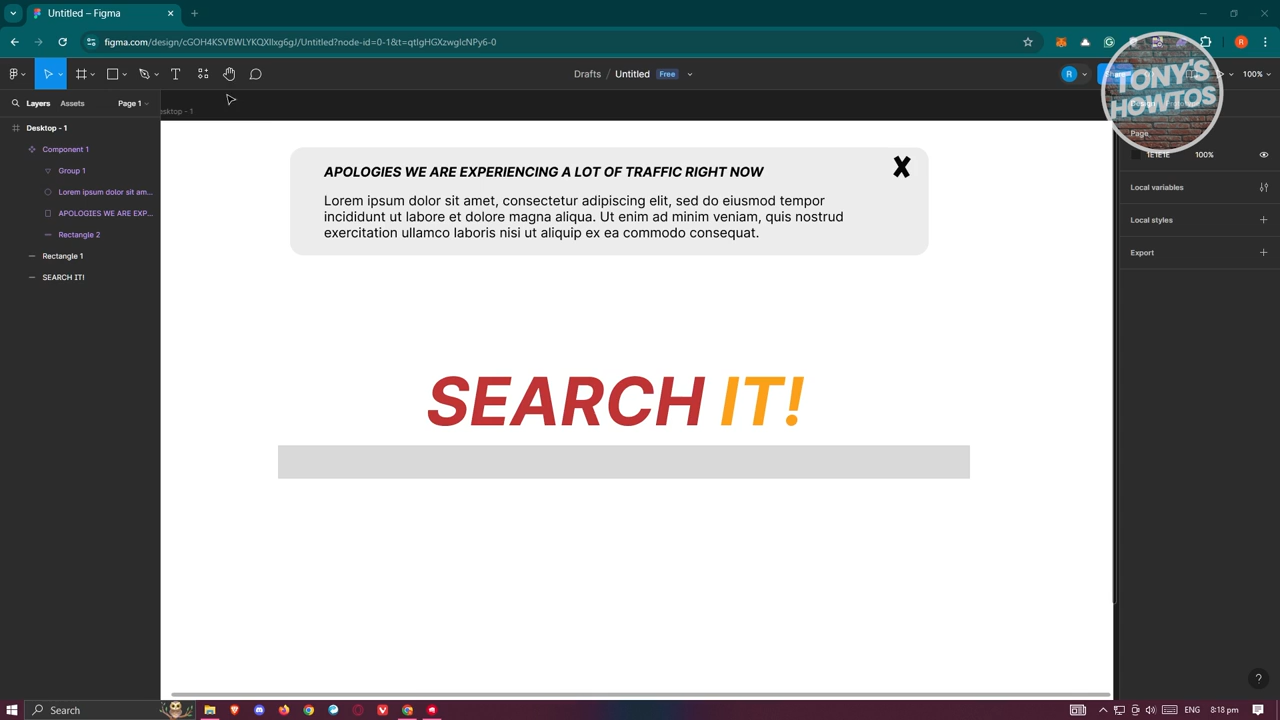 Untitled – Figma
figma.com/design/cGOH4KSVBWLYKQXIlxg6gJ/Untitled?node-id=0-1&t=qtlgHGXzwglcNPy6-0
Drafts / Untitled Free
R
R
100%
Layers Assets Page 1
TONY'S
HOWTOS
Desktop - 1
Component 1
Group 1
Lorem ipsum dolor sit am...
APOLOGIES WE ARE EXP...
Rectangle 2
Rectangle 1
SEARCH IT!
esktop - 1
APOLOGIES WE ARE EXPERIENCING A LOT OF TRAFFIC RIGHT NOW
X
Lorem ipsum dolor sit amet, consectetur adipiscing elit, sed do eiusmod tempor
incididunt ut labore et dolore magna aliqua. Ut enim ad minim veniam, quis nostrud
exercitation ullamco laboris nisi ut aliquip ex ea commodo consequat.
SEARCH IT!
Page
1E1E1E 100%
Local variables
Local styles
Export
?
Search
ENG 8:18 pm